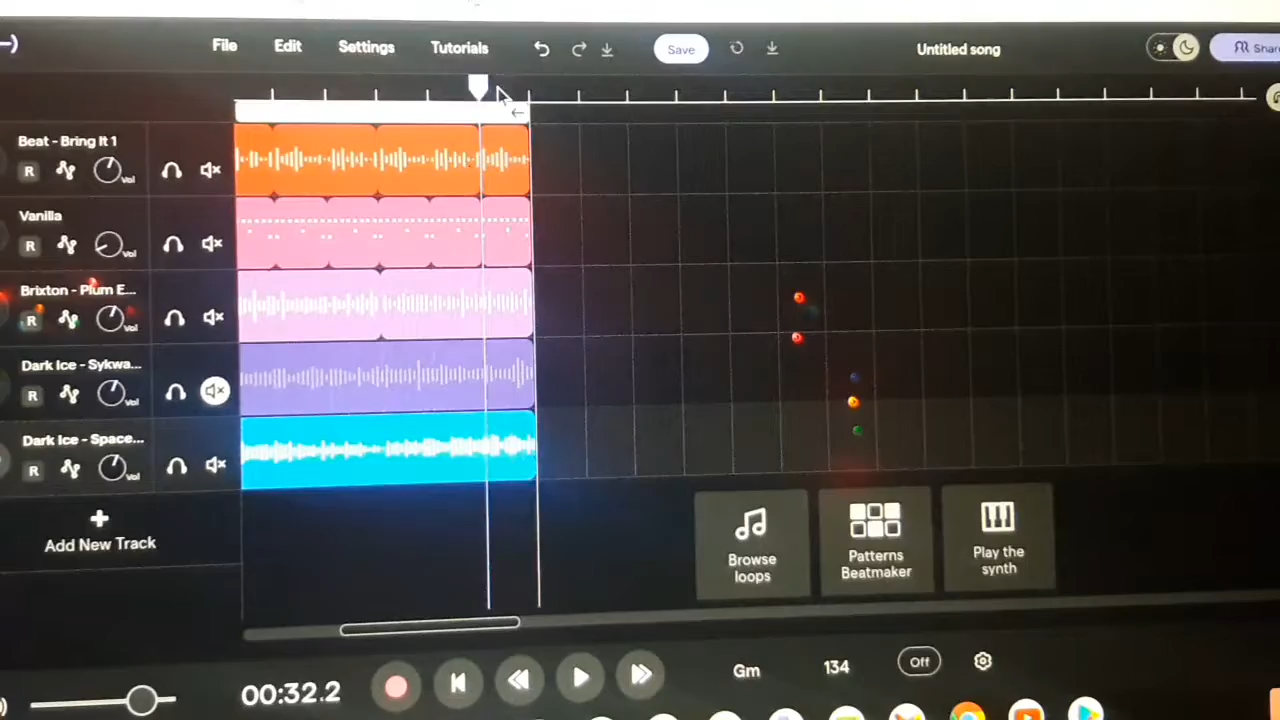 File Edit Settings Tutorials Save Untitled song Shar
Beat - Bring It 1
R Vol
Vanilla
R Vol
Brixton - Plum E...
R Vol
Dark Ice - Sykwa...
R Vol
Dark Ice - Space...
R Vol
+
Add New Track
Browse
loops
Patterns
Beatmaker
Play the
synth
00:32.2 Gm 134 Off